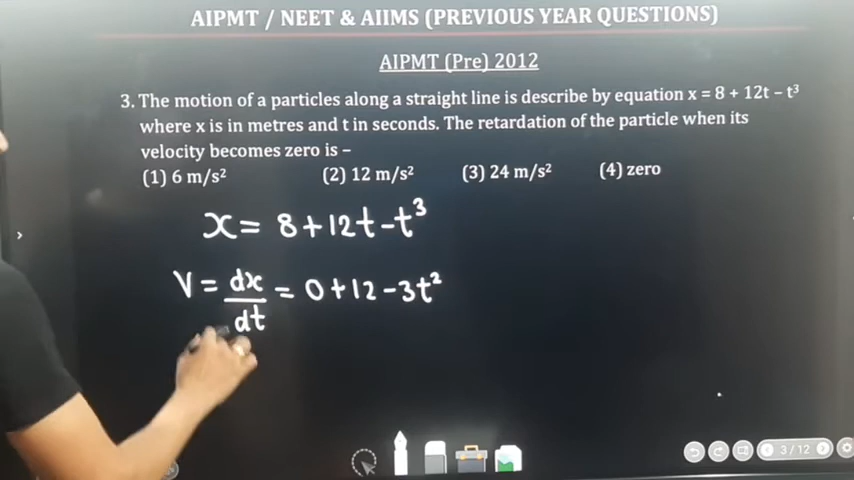 AIPMT / NEET & AIIMS (PREVIOUS YEAR QUESTIONS)
AIPMT (Pre) 2012
3. The motion of a particles along a straight line is describe by equation x = 8 + 12t – t³
where x is in metres and t in seconds. The retardation of the particle when its
velocity becomes zero is –
(1) 6 m/s² (2) 12 m/s² (3) 24 m/s² (4) zero
x = 8+12t-t³
V = dx/dt = 0+12-3t²
3 / 12